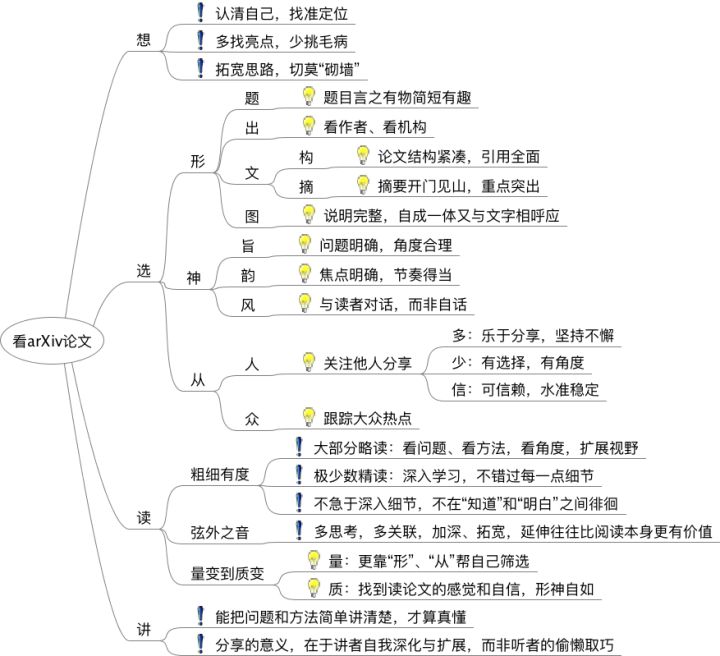 想
认清自己，找准定位
多找亮点，少挑毛病
拓宽思路，切莫“砌墙”
看arXiv论文
选
形
题
题目言之有物简短有趣
出
看作者、看机构
文
构
论文结构紧凑，引用全面
摘
摘要开门见山，重点突出
图
说明完整，自成一体又与文字相呼应
神
旨
问题明确，角度合理
韵
焦点明确，节奏得当
风
与读者对话，而非自话
从
人
关注他人分享
多：乐于分享，坚持不懈
少：有选择，有角度
信：可信赖，水准稳定
众
跟踪大众热点
读
粗细有度
大部分略读：看问题、看方法，看角度，扩展视野
极少数精读：深入学习，不错过每一点细节
不急于深入细节，不在“知道”和“明白”之间徘徊
弦外之音
多思考，多关联，加深、拓宽，延伸往往比阅读本身更有价值
量变到质变
量：更靠“形”、“从”帮自己筛选
质：找到读论文的感觉和自信，形神自如
讲
能把问题和方法简单讲清楚，才算真懂
分享的意义，在于讲者自我深化与扩展，而非听者的偷懒取巧